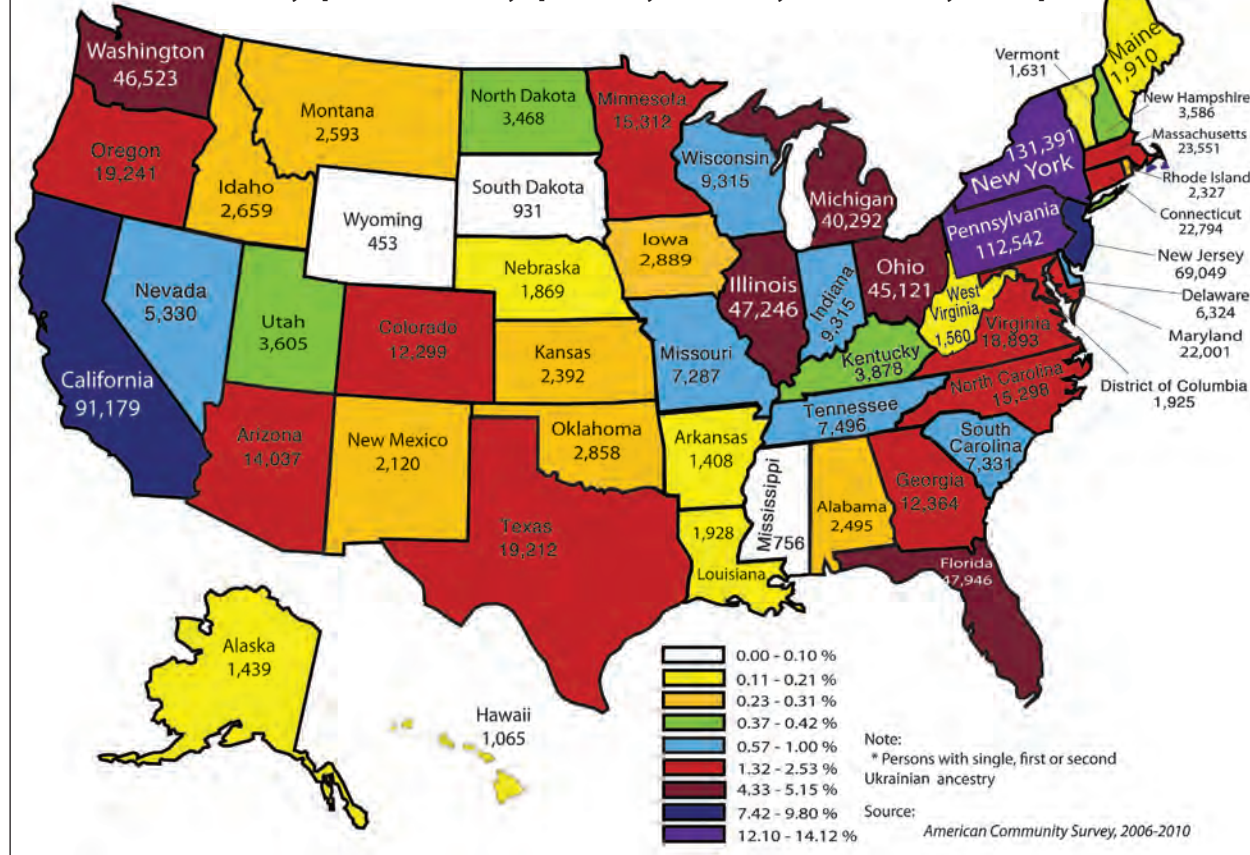 Washington
46,523
Oregon
19,241
California
91,179
Nevada
5,330
Idaho
2,659
Montana
2,593
Wyoming
453
Utah
3,605
Colorado
12,299
Arizona
14,037
New Mexico
2,120
North Dakota
3,468
South Dakota
931
Nebraska
1,869
Kansas
2,392
Oklahoma
2,858
Texas
19,212
Minnesota
15,312
Iowa
2,889
Missouri
7,287
Arkansas
1,408
1,928
Louisiana
Wisconsin
9,315
Illinois
47,246
Michigan
40,292
Indiana
9,315
Ohio
45,121
Kentucky
3,878
Tennessee
7,496
Mississippi
756
Alabama
2,495
Georgia
12,364
Florida
47,946
South
Carolina
7,331
North Carolina
15,298
Virginia
18,893
West
Virginia
1,560
Pennsylvania
112,542
131,391
New York
Vermont
1,631
Maine
1,910
New Hampshire
3,586
Massachusetts
23,551
Rhode Island
2,327
Connecticut
22,794
New Jersey
69,049
Delaware
6,324
Maryland
22,001
District of Columbia
1,925
Alaska
1,439
Hawaii
1,065
0.00 - 0.10 %
0.11 - 0.21 %
0.23 - 0.31 %
0.37 - 0.42 %
0.57 - 1.00 %
1.32 - 2.53 %
4.33 - 5.15 %
7.42 - 9.80 %
12.10 - 14.12 %
Note:
* Persons with single, first or second
Ukrainian ancestry
Source:
American Community Survey, 2006-2010